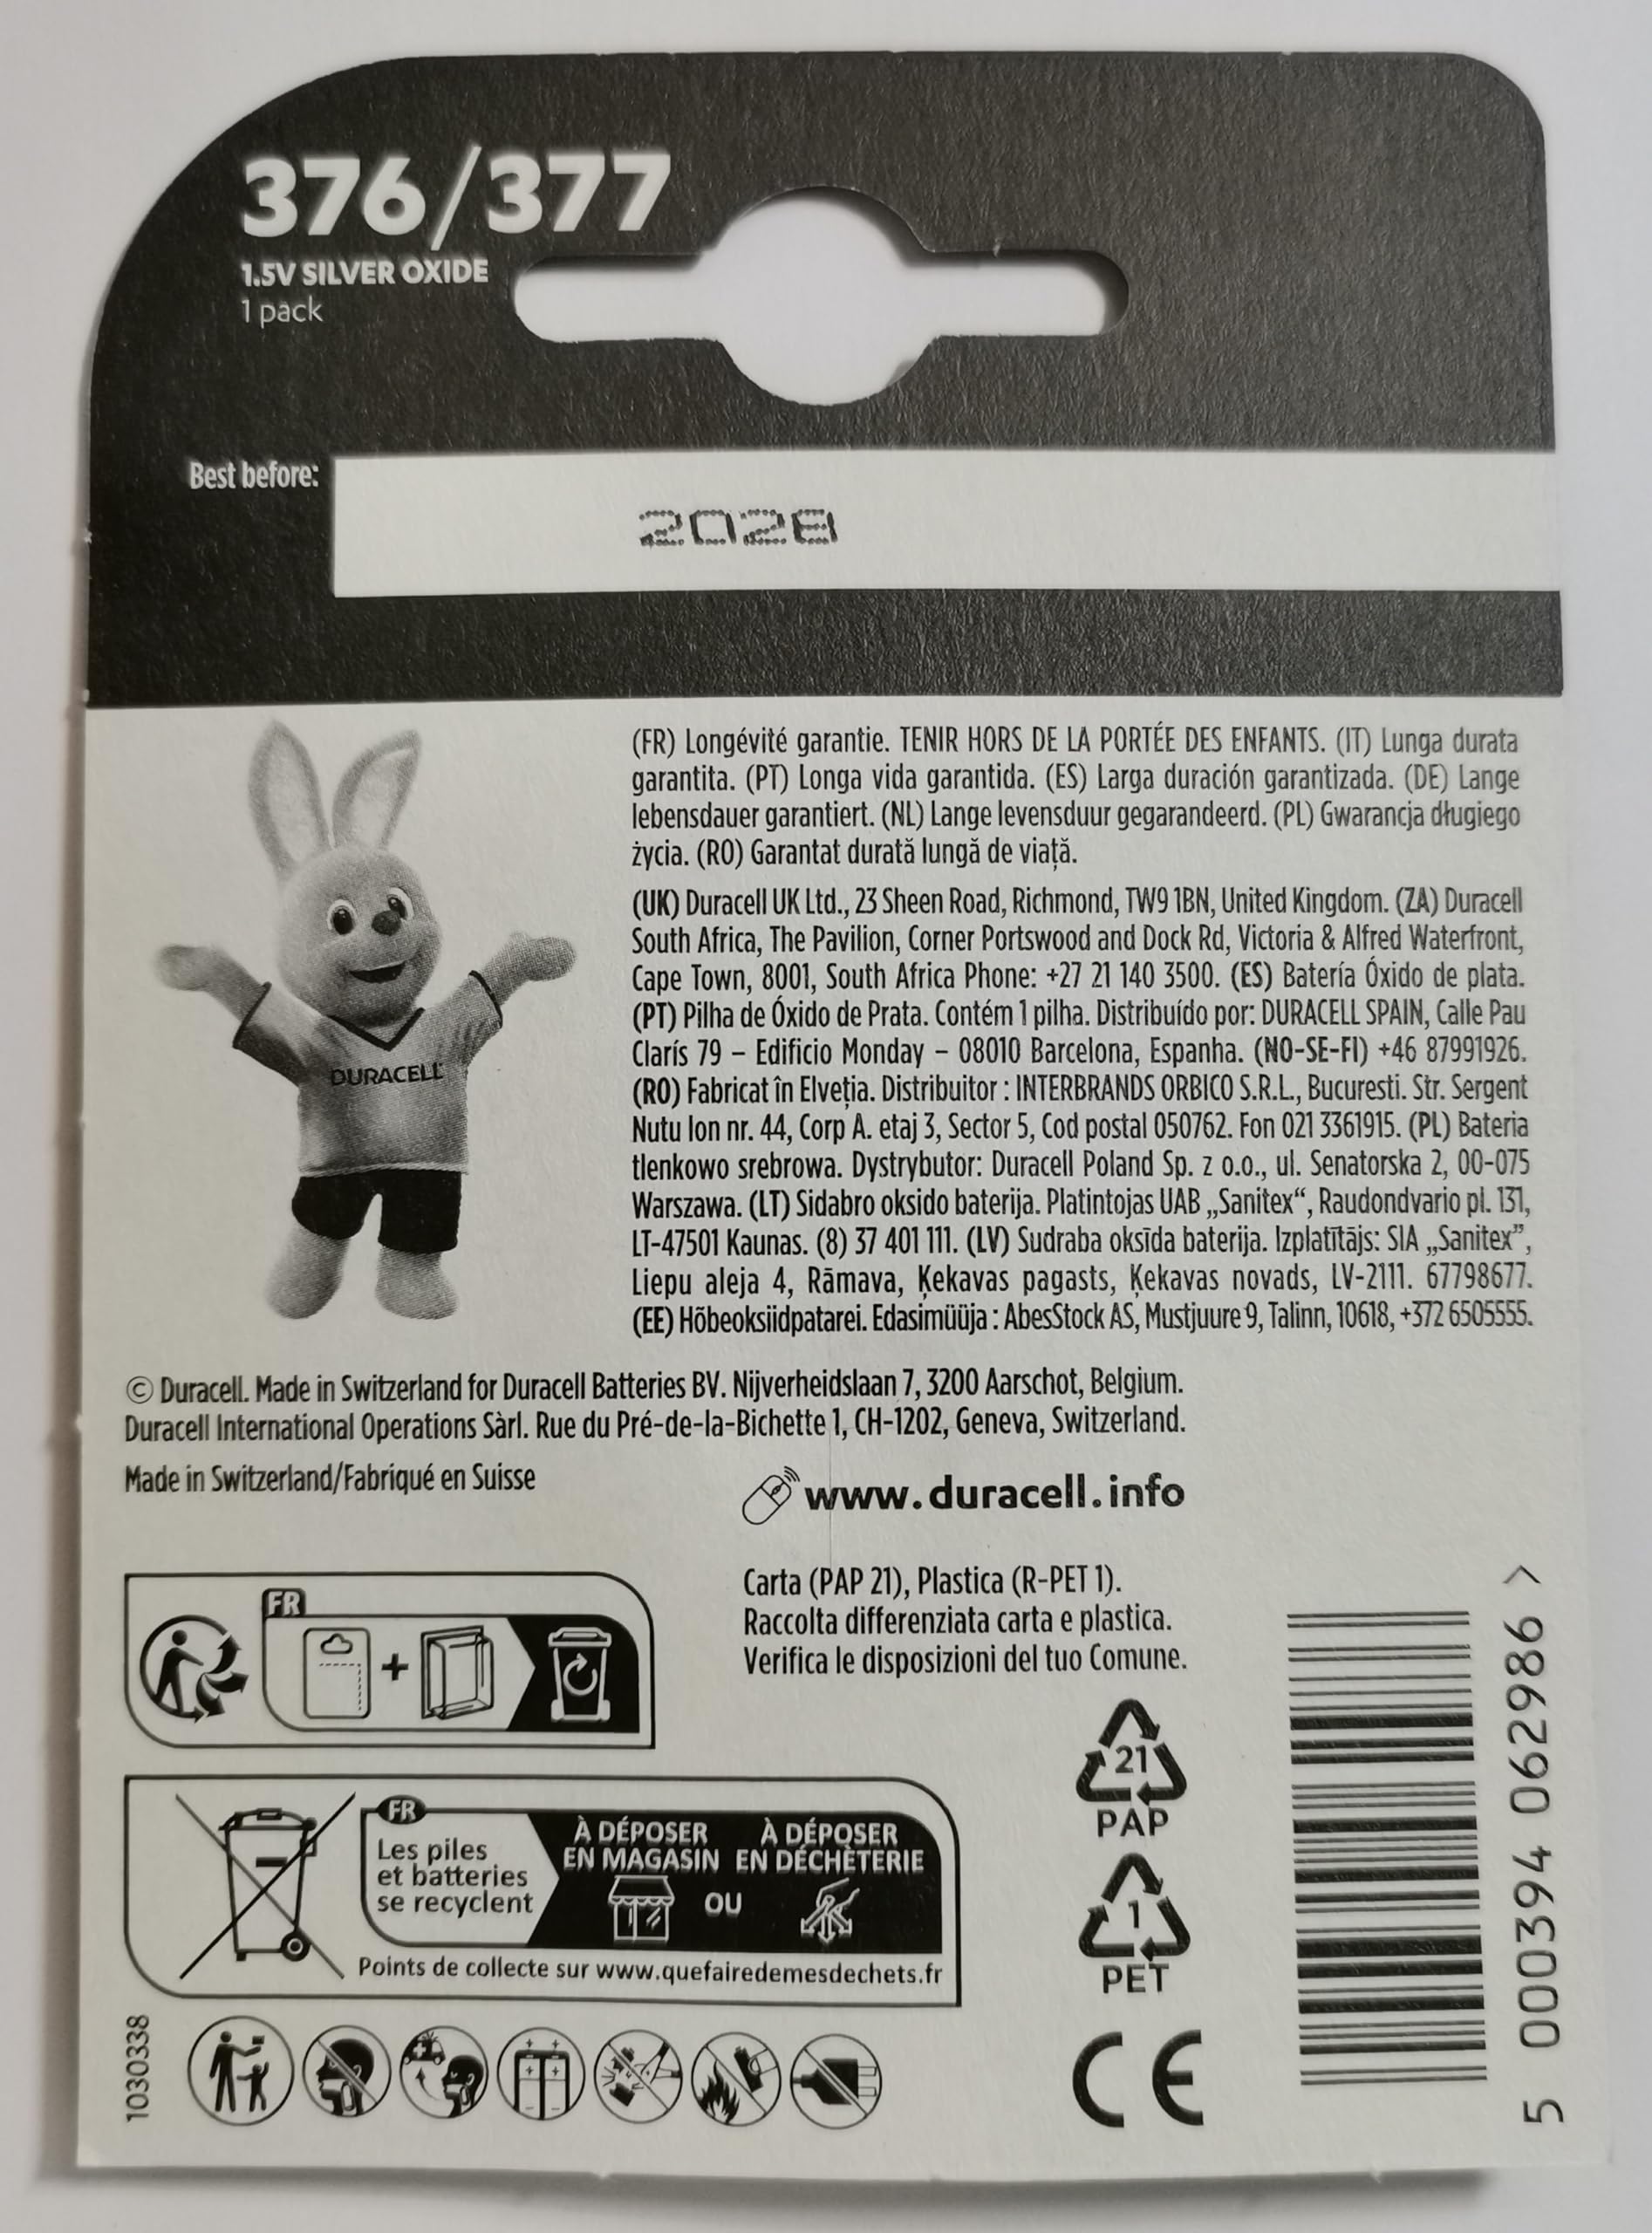 376/377
1.5V SILVER OXIDE
1 pack
Best before:
2028
(FR) Longévité garantie. TENIR HORS DE LA PORTÉE DES ENFANTS. (IT) Lunga durata
garantita. (PT) Longa vida garantida. (ES) Larga duración garantizada. (DE) Lange
lebensdauer garantiert. (NL) Lange levensduur gegarandeerd. (PL) Gwarancja długiego
życia. (RO) Garantat durată lungă de viață.
(UK) Duracell UK Ltd., 23 Sheen Road, Richmond, TW9 1BN, United Kingdom. (ZA) Duracell
South Africa, The Pavilion, Corner Portswood and Dock Rd, Victoria & Alfred Waterfront,
Cape Town, 8001, South Africa Phone: +27 21 140 3500. (ES) Batería Óxido de plata.
(PT) Pilha de Óxido de Prata. Contém 1 pilha. Distribuído por: DURACELL SPAIN, Calle Pau
Clarís 79 – Edificio Monday – 08010 Barcelona, Espanha. (NO-SE-FI) +46 87991926.
(RO) Fabricat în Elveția. Distribuitor : INTERBRANDS ORBICO S.R.L., Bucuresti. Str. Sergent
Nutu Ion nr. 44, Corp A. etaj 3, Sector 5, Cod postal 050762. Fon 021 3361915. (PL) Bateria
tlenkowo srebrowa. Dystrybutor: Duracell Poland Sp. z o.o., ul. Senatorska 2, 00-075
Warszawa. (LT) Sidabro oksido baterija. Platintojas UAB „Sanitex“, Raudondvario pl. 131,
LT-47501 Kaunas. (8) 37 401 111. (LV) Sudraba oksīda baterija. Izplatītājs: SIA „Sanitex”,
Liepu aleja 4, Rāmava, Ķekavas pagasts, Ķekavas novads, LV-2111. 67798677.
(EE) Hõbeoksiidpatarei. Edasimüüja : AbesStock AS, Mustjuure 9, Talinn, 10618, +372 6505555.
DURACELL
© Duracell. Made in Switzerland for Duracell Batteries BV. Nijverheidslaan 7, 3200 Aarschot, Belgium.
Duracell International Operations Sàrl. Rue du Pré-de-la-Bichette 1, CH-1202, Geneva, Switzerland.
Made in Switzerland/Fabriqué en Suisse
www.duracell.info
FR
+
Carta (PAP 21), Plastica (R-PET 1).
Raccolta differenziata carta e plastica.
Verifica le disposizioni del tuo Comune.
21
PAP
1
PET
FR
Les piles
et batteries
se recyclent
À DÉPOSER
EN MAGASIN
OU
À DÉPOSER
EN DÉCHÈTERIE
Points de collecte sur www.quefairedemesdechets.fr
1030338
CE
5 000394 062986 >